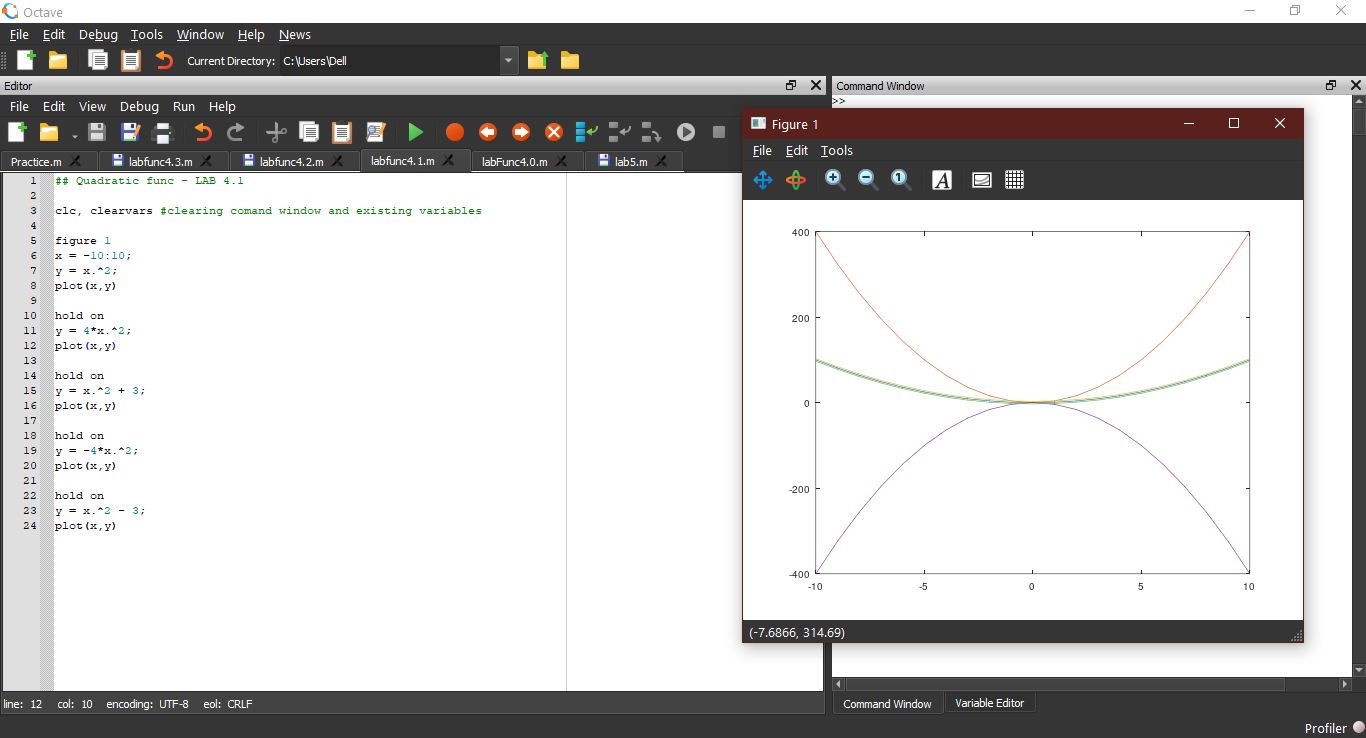 Octave
File Edit Debug Tools Window Help News
Current Directory: C:\Users\Dell
Editor
File Edit View Debug Run Help
Practice.m labfunc4.3.m labfunc4.2.m labfunc4.1.m labFunc4.0.m lab5.m
1 ## Quadratic func - LAB 4.1
2
3 clc, clearvars #clearing comand window and existing variables
4
5 figure 1
6 x = -10:10;
7 y = x.^2;
8 plot(x,y)
9
10 hold on
11 y = 4*x.^2;
12 plot(x,y)
13
14 hold on
15 y = x.^2 + 3;
16 plot(x,y)
17
18 hold on
19 y = -4*x.^2;
20 plot(x,y)
21
22 hold on
23 y = x.^2 - 3;
24 plot(x,y)
line: 12 col: 10 encoding: UTF-8 eol: CRLF
Command Window
>>
Figure 1
File Edit Tools
1 A
400
200
0
-200
-400
-10 -5 0 5 10
(-7.6866, 314.69)
Command Window Variable Editor
Profiler